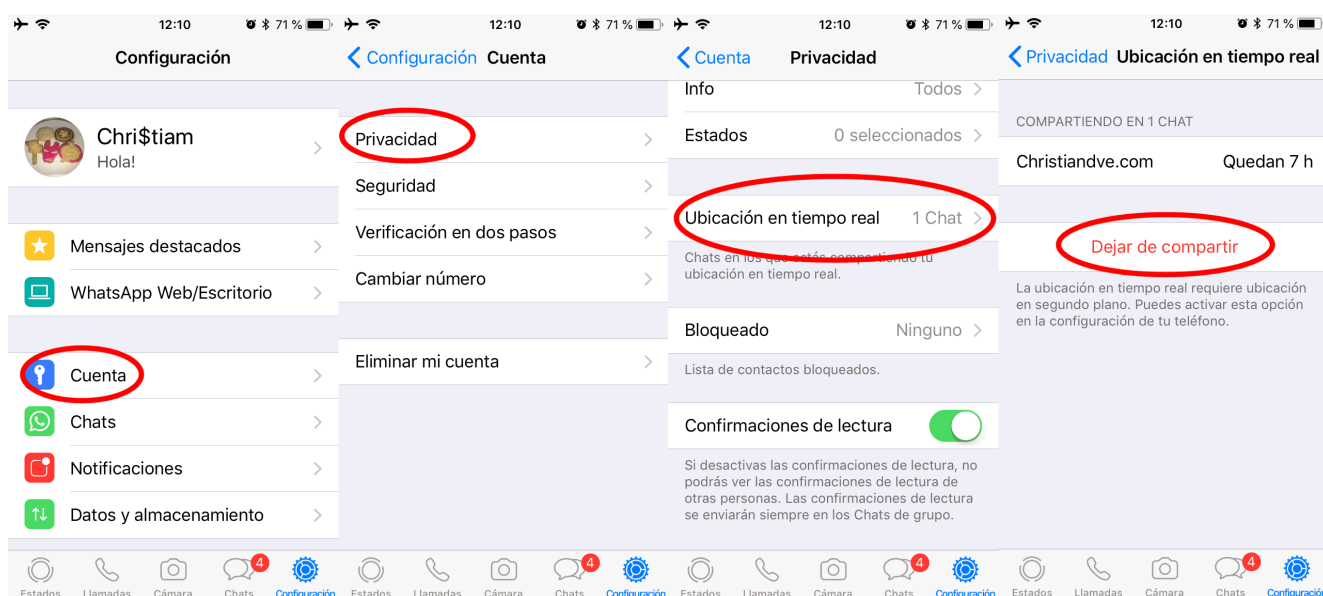 12:10
71 %
Configuración
Chri$tiam
Hola!
Mensajes destacados
WhatsApp Web/Escritorio
Cuenta
Chats
Notificaciones
Datos y almacenamiento
4
Estados Llamadas Cámara Chats Configuración
12:10
71 %
Configuración Cuenta
Privacidad
Seguridad
Verificación en dos pasos
Cambiar número
Eliminar mi cuenta
4
Estados Llamadas Cámara Chats Configuración
12:10
71 %
Cuenta Privacidad
Info Todos
Estados 0 seleccionados
Ubicación en tiempo real 1 Chat
Chats en los que estás compartiendo tu
ubicación en tiempo real.
Bloqueado Ninguno
Lista de contactos bloqueados.
Confirmaciones de lectura
Si desactivas las confirmaciones de lectura, no
podrás ver las confirmaciones de lectura de
otras personas. Las confirmaciones de lectura
se enviarán siempre en los Chats de grupo.
4
Estados Llamadas Cámara Chats Configuración
12:10
71 %
Privacidad Ubicación en tiempo real
COMPARTIENDO EN 1 CHAT
Christiandve.com Quedan 7 h
Dejar de compartir
La ubicación en tiempo real requiere ubicación
en segundo plano. Puedes activar esta opción
en la configuración de tu teléfono.
4
Estados Llamadas Cámara Chats Configuración